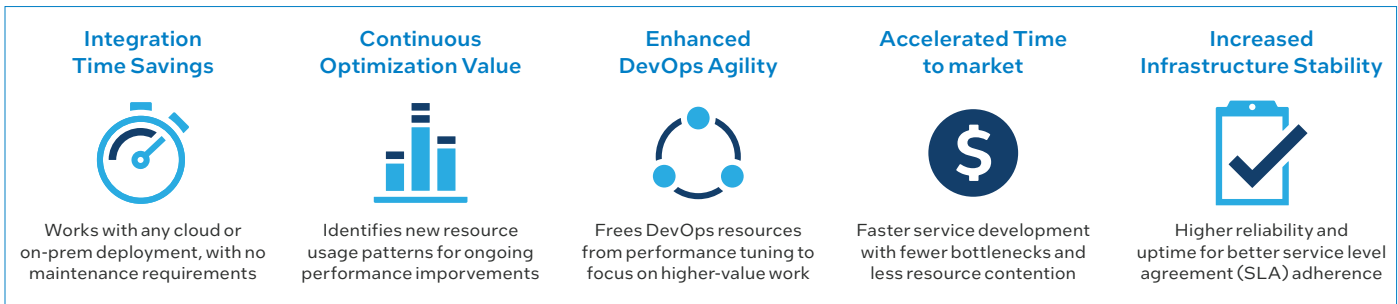 Integration
Time Savings
Works with any cloud or
on-prem deployment, with no
maintenance requirements
Continuous
Optimization Value
Identifies new resource
usage patterns for ongoing
performance imporvements
Enhanced
DevOps Agility
Frees DevOps resources
from performance tuning to
focus on higher-value work
Accelerated Time
to market
$
Faster service development
with fewer bottlenecks and
less resource contention
Increased
Infrastructure Stability
Higher reliability and
uptime for better service level
agreement (SLA) adherence